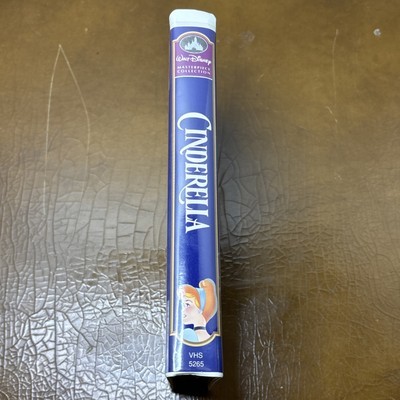 Walt Disney
MASTERPIECE
COLLECTION
CINDERELLA
VHS
5265